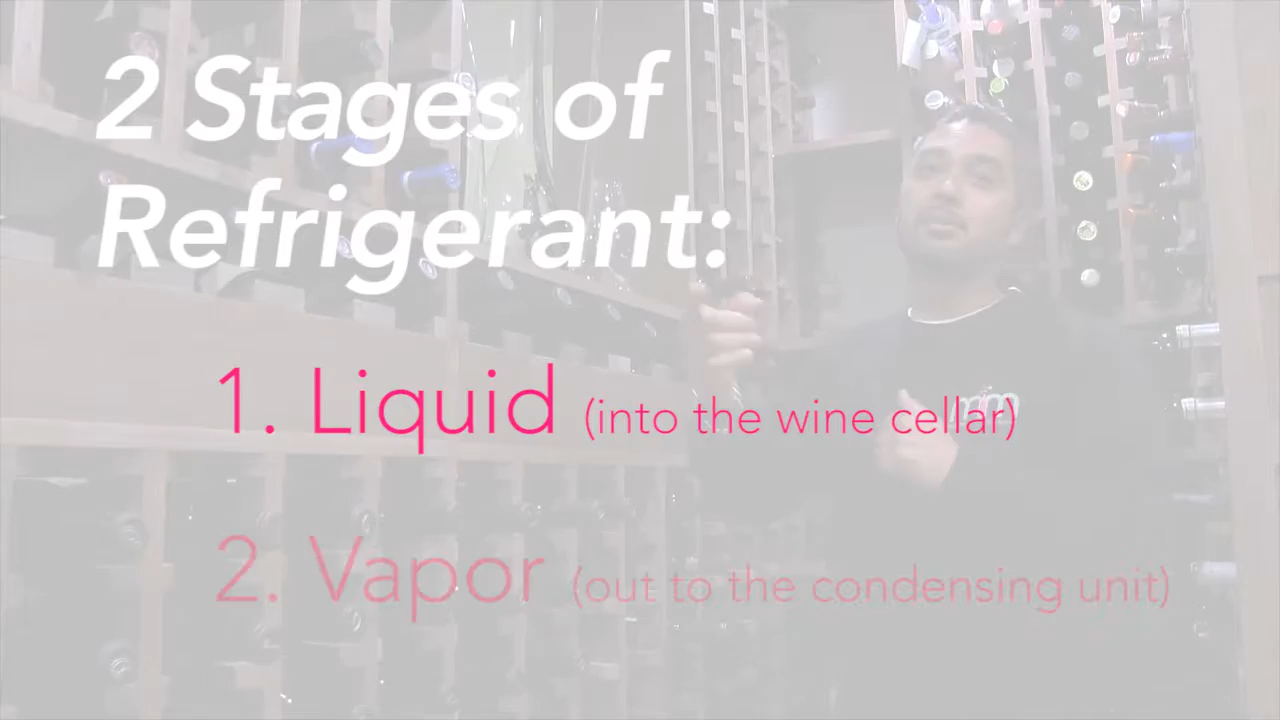 2 Stages of
Refrigerant:
1. Liquid (into the wine cellar)
2. Vapor (out to the condensing unit)